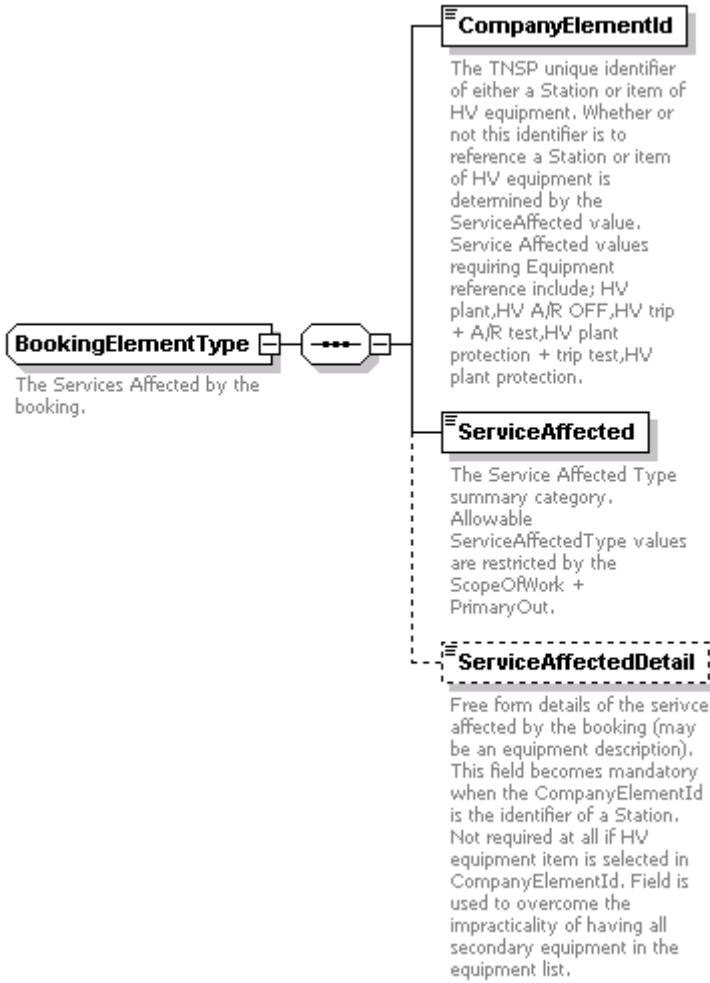 CompanyElementId
The TNSP unique identifier
of either a Station or item of
HV equipment. Whether or
not this identifier is to
reference a Station or item
of HV equipment is
determined by the
ServiceAffected value.
Service Affected values
requiring Equipment
reference include; HV
plant,HV A/R OFF,HV trip
+ A/R test,HV plant
protection + trip test,HV
plant protection.
BookingElementType
The Services Affected by the
booking.
ServiceAffected
The Service Affected Type
summary category.
Allowable
ServiceAffectedType values
are restricted by the
ScopeOfWork +
PrimaryOut.
ServiceAffectedDetail
Free form details of the serivce
affected by the booking (may
be an equipment description).
This field becomes mandatory
when the CompanyElementId
is the identifier of a Station.
Not required at all if HV
equipment item is selected in
CompanyElementId. Field is
used to overcome the
impracticality of having all
secondary equipment in the
equipment list.